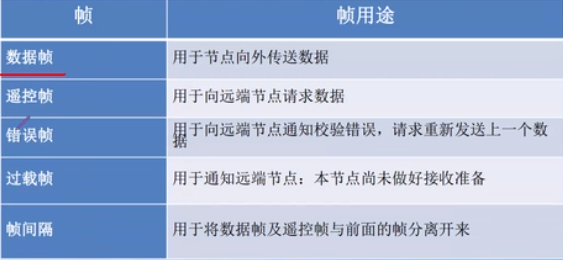 帧 帧用途
数据帧 用于节点向外传送数据
遥控帧 用于向远端节点请求数据
错误帧 用于向远端节点通知校验错误，请求重新发送上一个数
据
过载帧 用于通知远端节点：本节点尚未做好接收准备
帧间隔 用于将数据帧及遥控帧与前面的帧分离开来